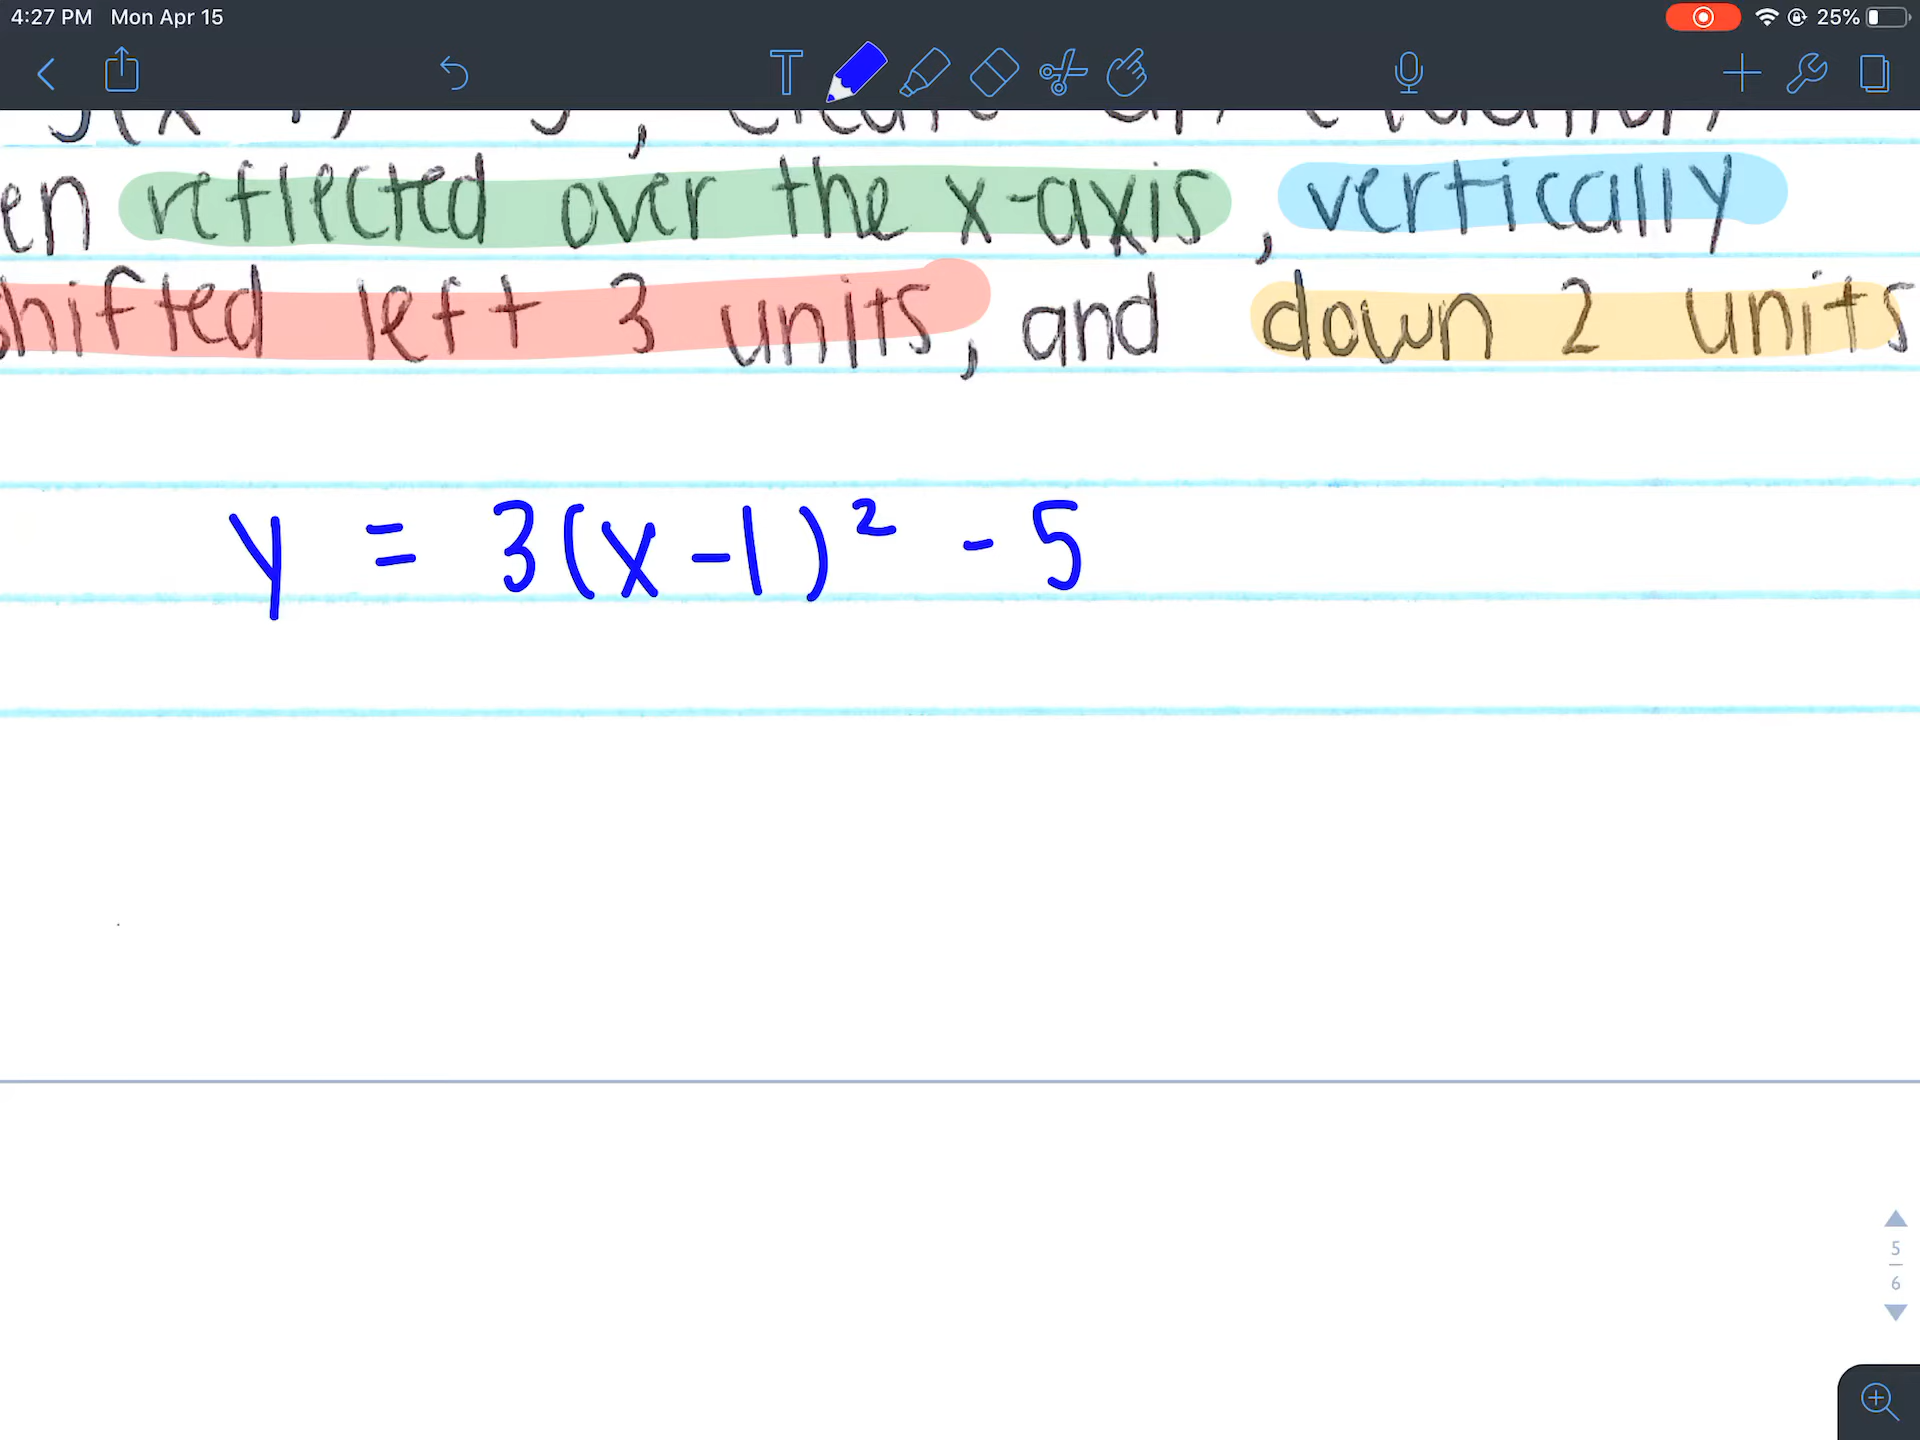 4:27 PM Mon Apr 15
25%
en reflected over the x-axis, vertically
hifted left 3 units, and down 2 units
y = 3(x-1)² - 5
5
6